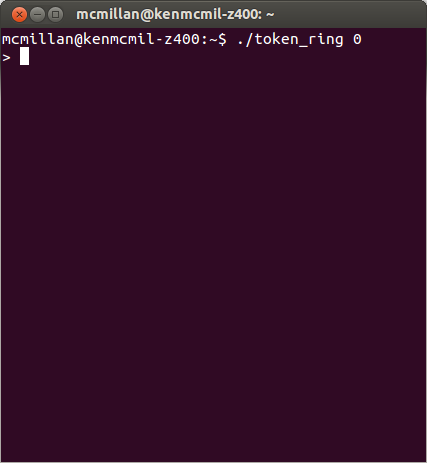 mcmillan@kenmcmil-z400: ~
mcmillan@kenmcmil-z400:~$ ./token_ring 0
>